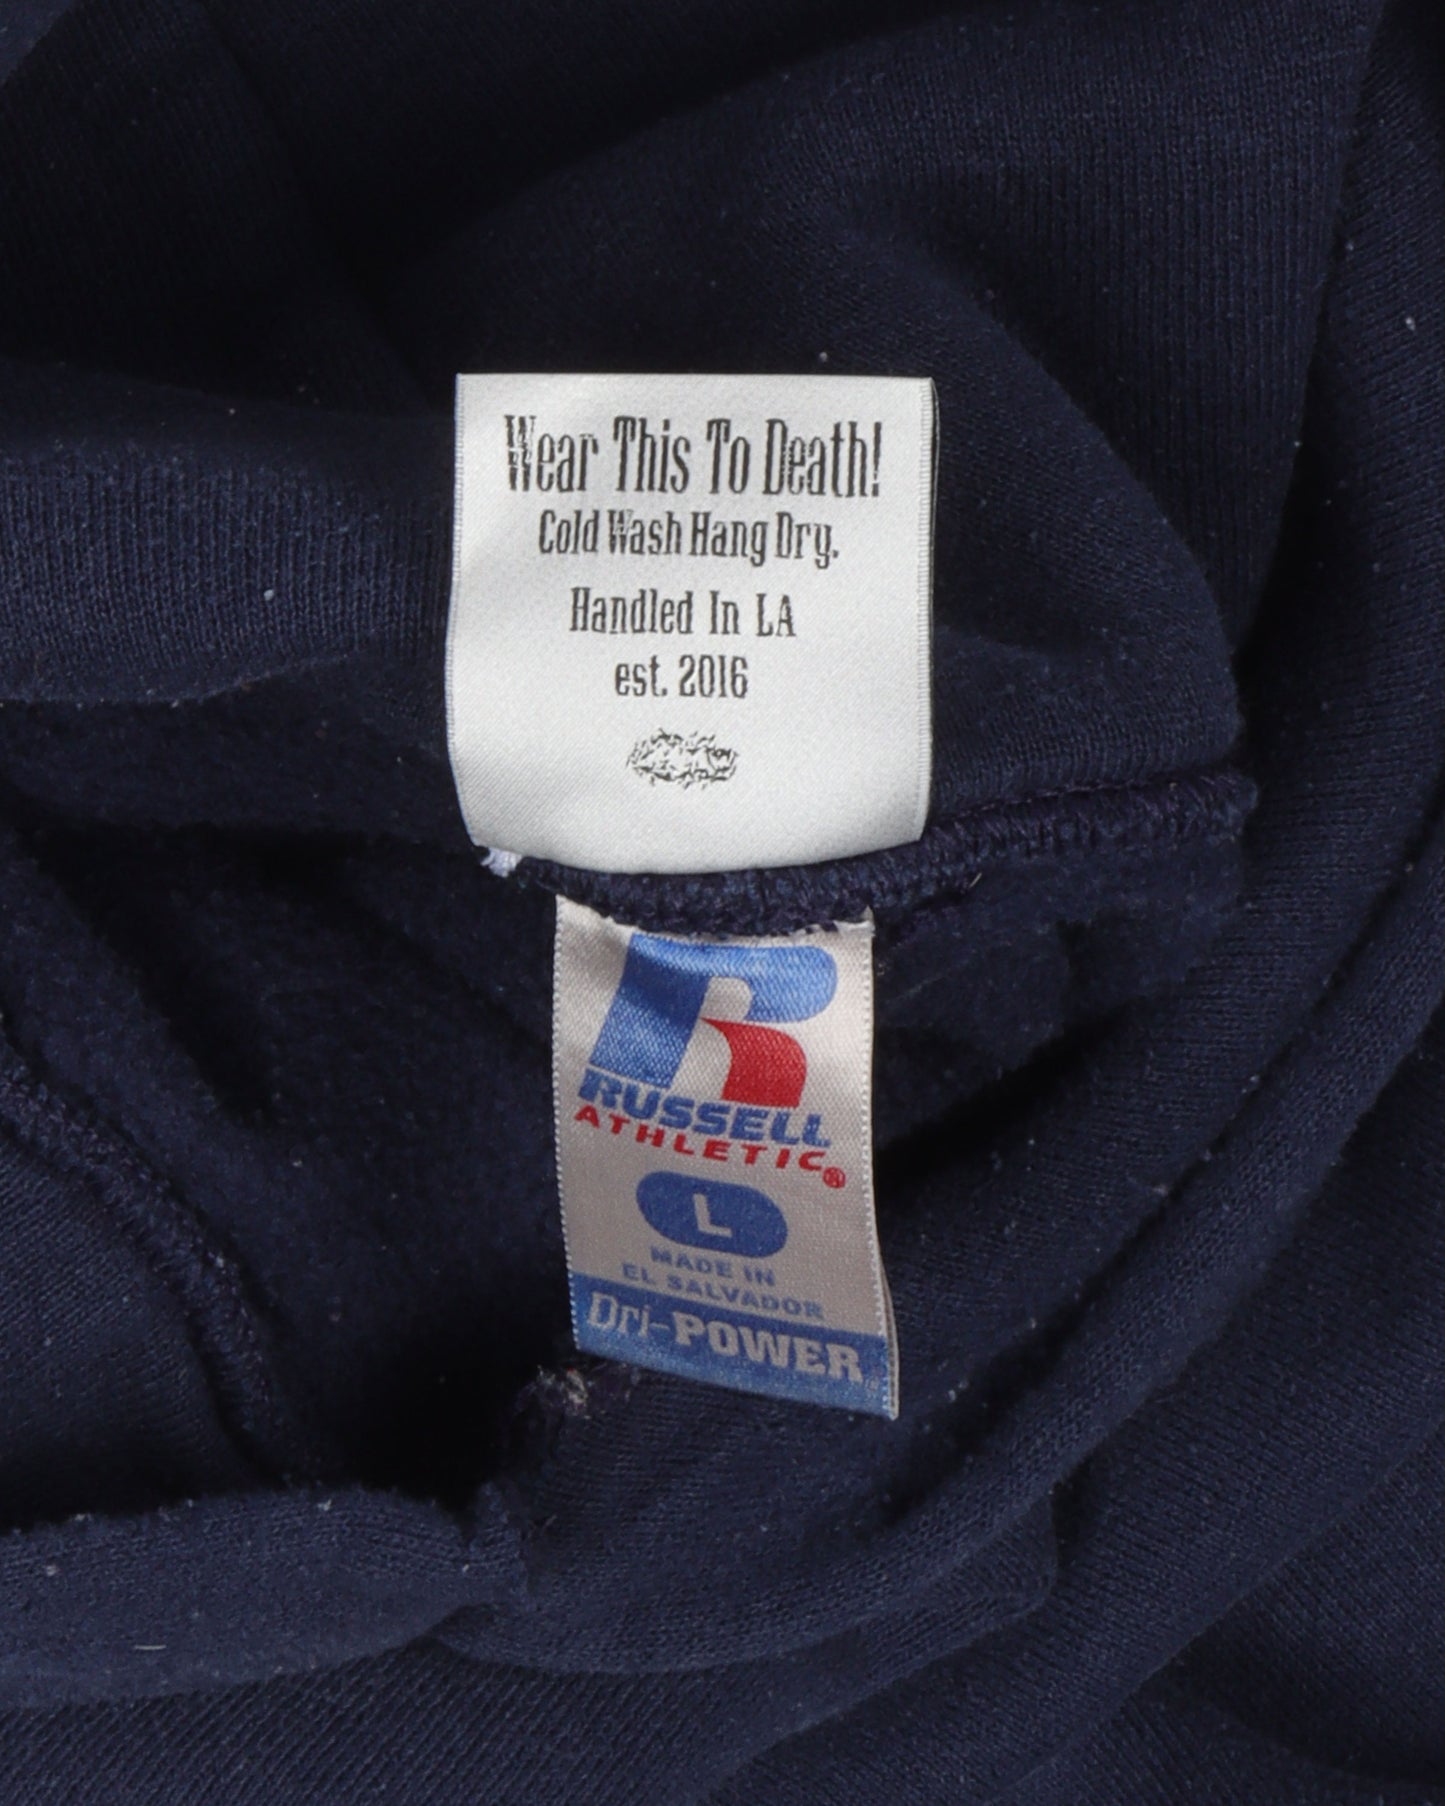 Wear This To Death!
Cold Wash Hang Dry.
Handled In LA
est. 2016
RUSSELL
ATHLETIC®
L
MADE IN
EL SALVADOR
Dri-POWER